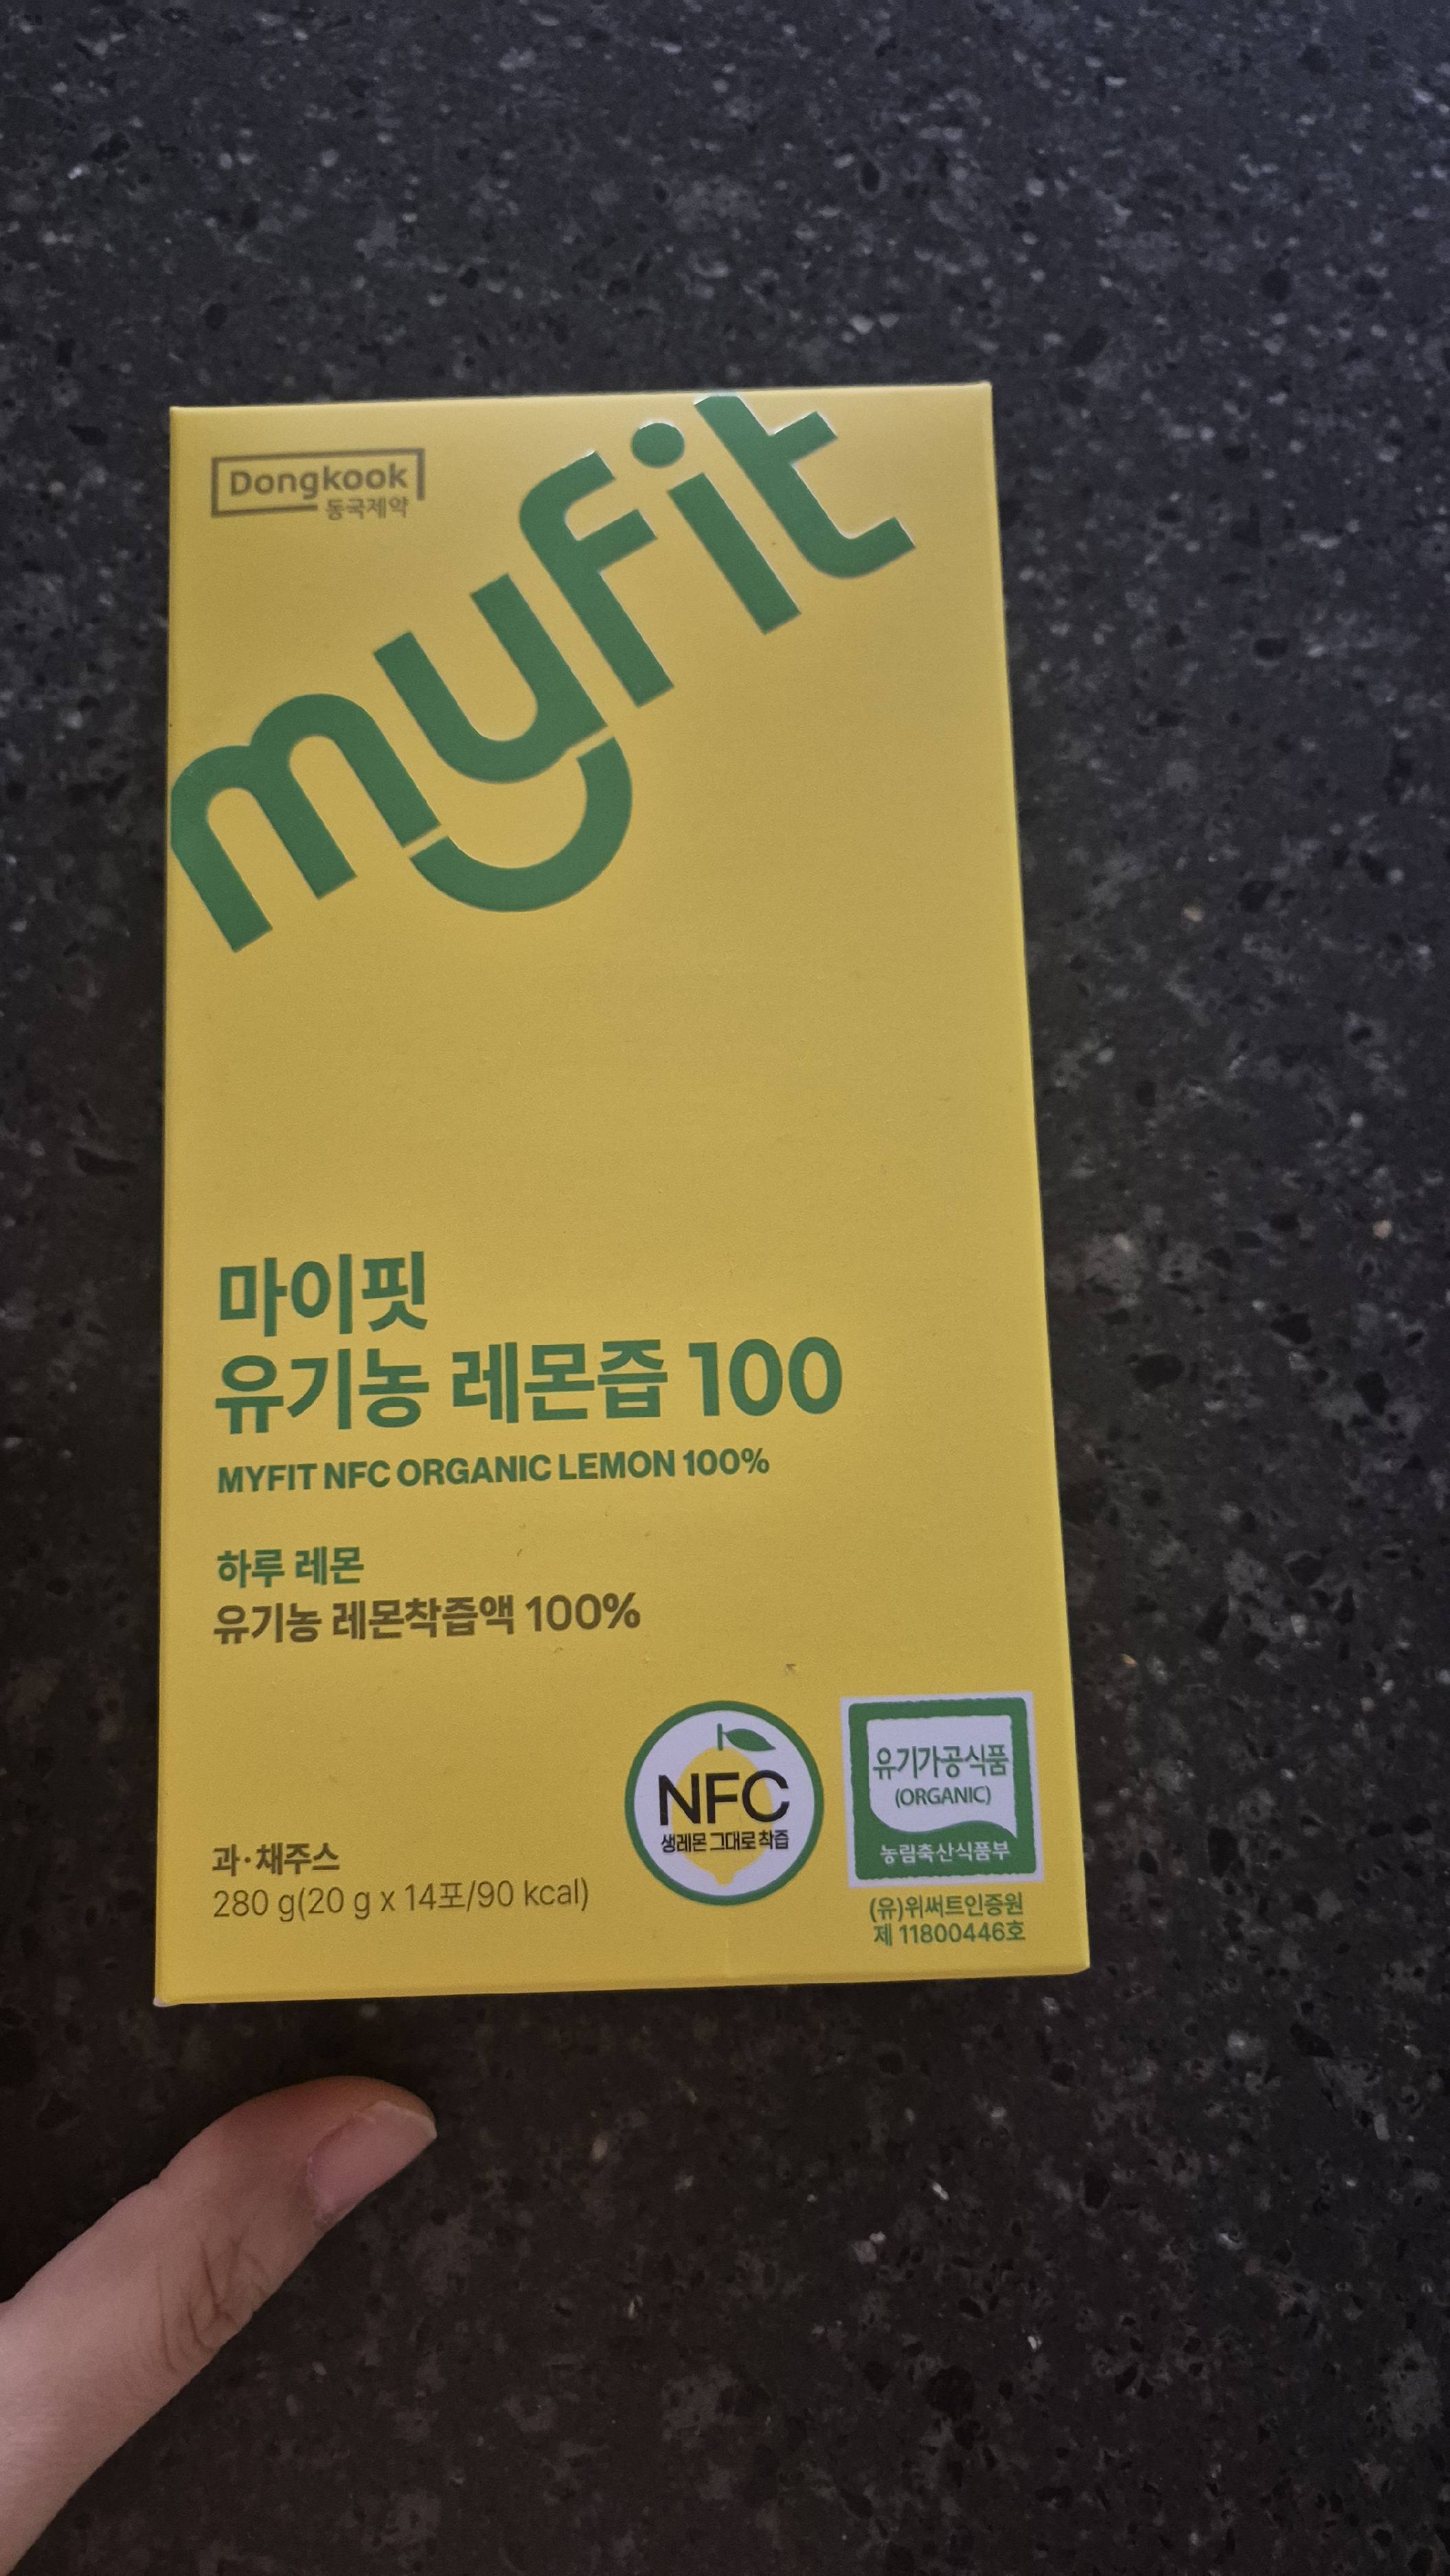 Dongkook
동국제약
myfit
마이핏
유기농 레몬즙 100
MYFIT NFC ORGANIC LEMON 100%
하루 레몬
유기농 레몬착즙액 100%
과·채주스
280 g(20 g x 14포/90 kcal)
NFC
생레몬 그대로 착즙
유기가공식품
(ORGANIC)
농림축산식품부
(유)위써트인증원
제 11800446호